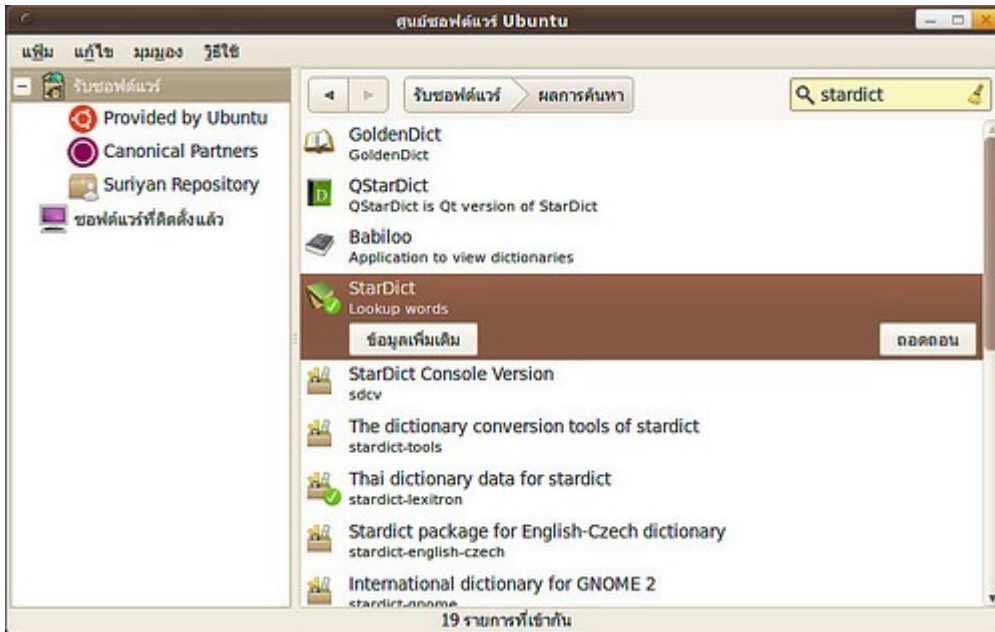 ศูนย์ซอฟต์แวร์ Ubuntu
แฟ้ม แก้ไข มุมมอง วิธีใช้
รับซอฟต์แวร์
Provided by Ubuntu
Canonical Partners
Suriyan Repository
ซอฟต์แวร์ที่ติดตั้งแล้ว
รับซอฟต์แวร์ ผลการค้นหา
stardict
GoldenDict
GoldenDict
QStarDict
QStarDict is Qt version of StarDict
Babiloo
Application to view dictionaries
StarDict
Lookup words
ข้อมูลเพิ่มเติม ถอดถอน
StarDict Console Version
sdcv
The dictionary conversion tools of stardict
stardict-tools
Thai dictionary data for stardict
stardict-lexitron
Stardict package for English-Czech dictionary
stardict-english-czech
International dictionary for GNOME 2
stardict-gnome
19 รายการที่เข้ากัน